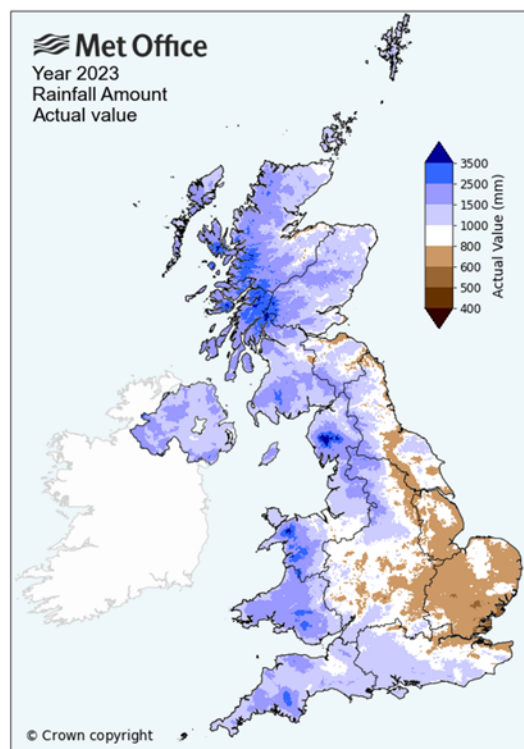 Met Office
Year 2023
Rainfall Amount
Actual value
3500
2500
1500
1000
800
600
500
400
Actual Value (mm)
© Crown copyright